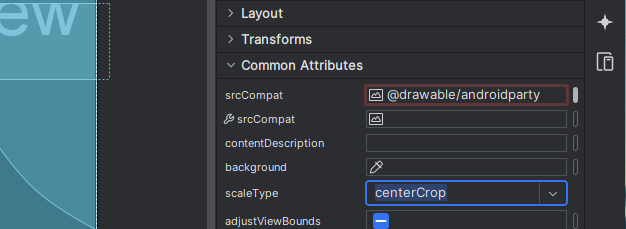 ew
Layout
Transforms
Common Attributes
srcCompat @drawable/androidparty
srcCompat
contentDescription
background
scaleType centerCrop
adjustViewBounds